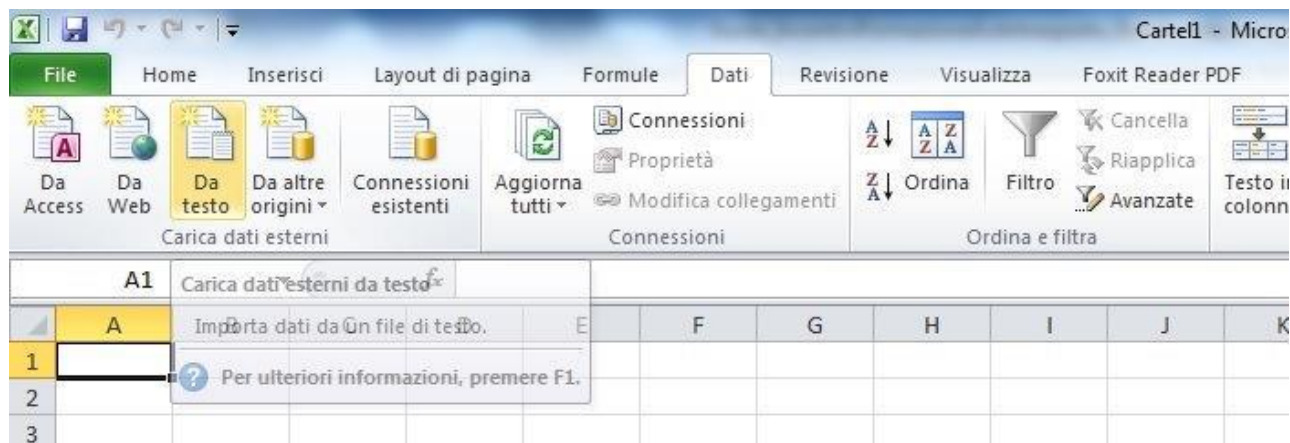 Cartel1 - Micros
File Home Inserisci Layout di pagina Formule Dati Revisione Visualizza Foxit Reader PDF
Da Access
Da Web
Da testo
Da altre origini
Connessioni esistenti
Carica dati esterni
Aggiorna tutti
Connessioni
Proprietà
Modifica collegamenti
Connessioni
Ordina
Filtro
Cancella
Riapplica
Avanzate
Ordina e filtra
Testo in
colonn
A1
fx
Carica dati esterni da testo
Importa dati da un file di testo.
Per ulteriori informazioni, premere F1.
A B C D E F G H I J K
1
2
3